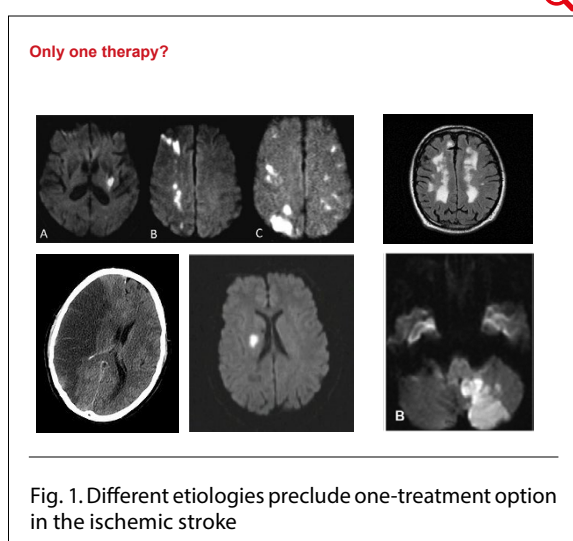 Only one therapy?
A B C
B
Fig. 1. Different etiologies preclude one-treatment option
in the ischemic stroke